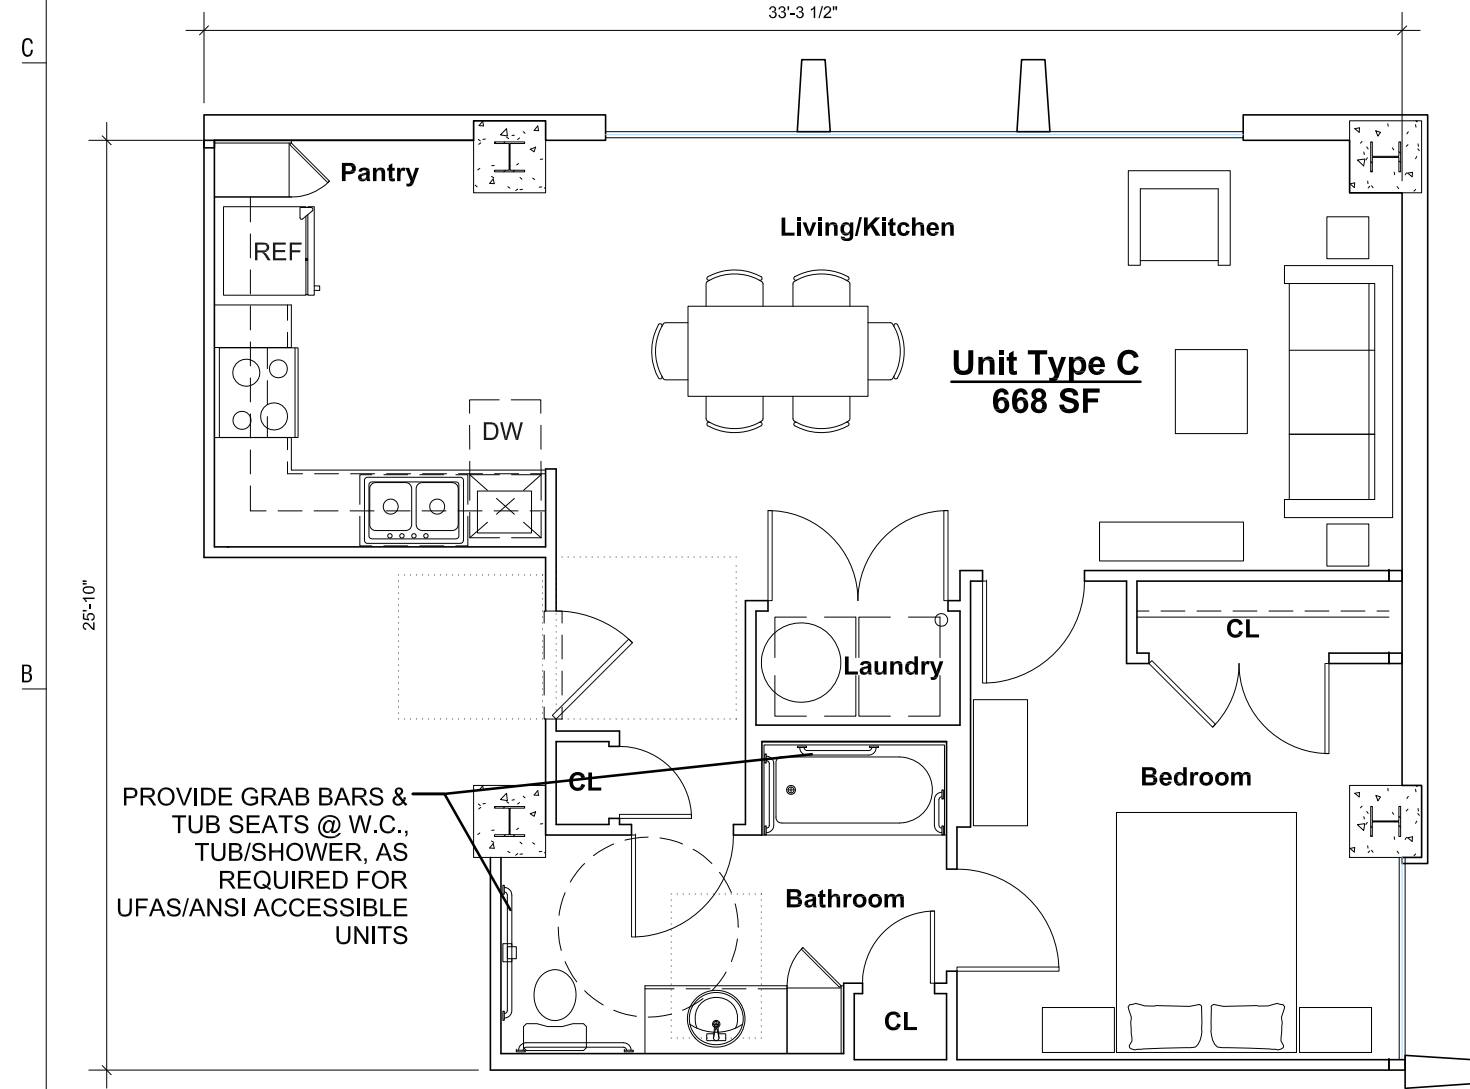 33'-3 1/2"
C
Pantry
Living/Kitchen
REF
Unit Type C
668 SF
DW
25'-10"
CL
B
Laundry
Bedroom
CL
PROVIDE GRAB BARS &
TUB SEATS @ W.C.,
TUB/SHOWER, AS
REQUIRED FOR
UFAS/ANSI ACCESSIBLE
UNITS
Bathroom
CL